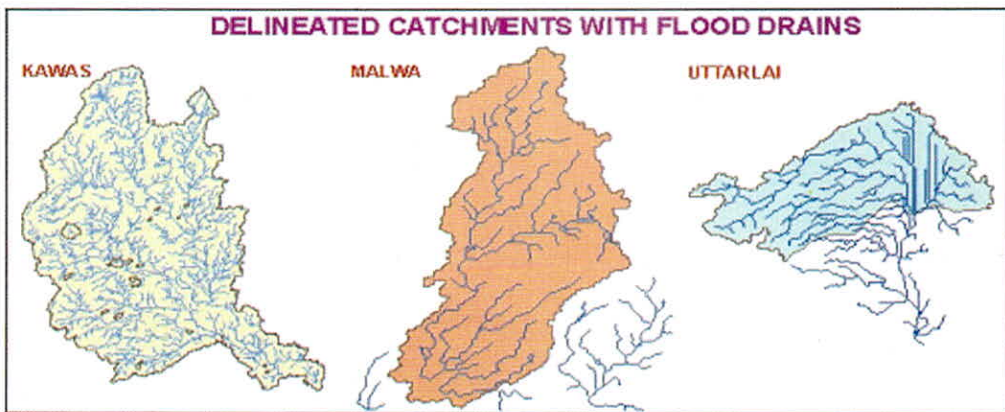 DELINEATED CATCHMENTS WITH FLOOD DRAINS
KAWAS
MALWA
UTTARLAI